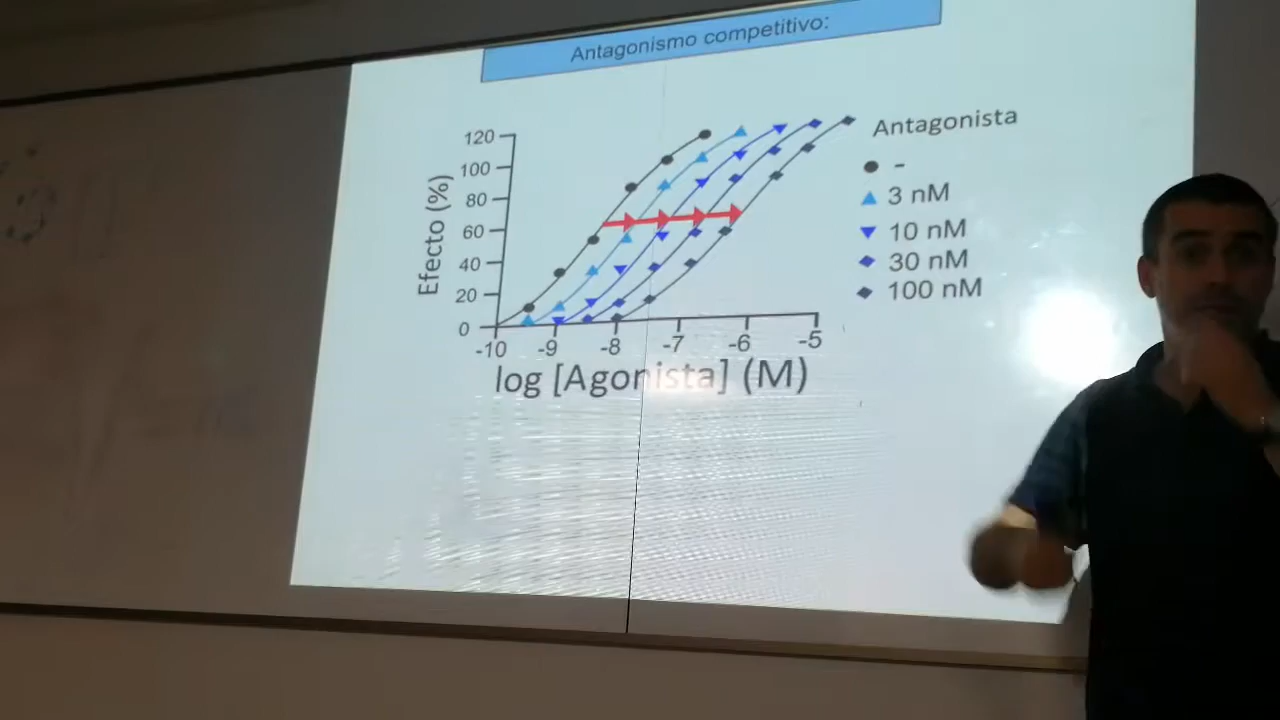 Antagonismo competitivo:
Efecto (%)
120
100
80
60
40
20
0
-10 -9 -8 -7 -6 -5
log [Agonista] (M)
Antagonista
-
3 nM
10 nM
30 nM
100 nM